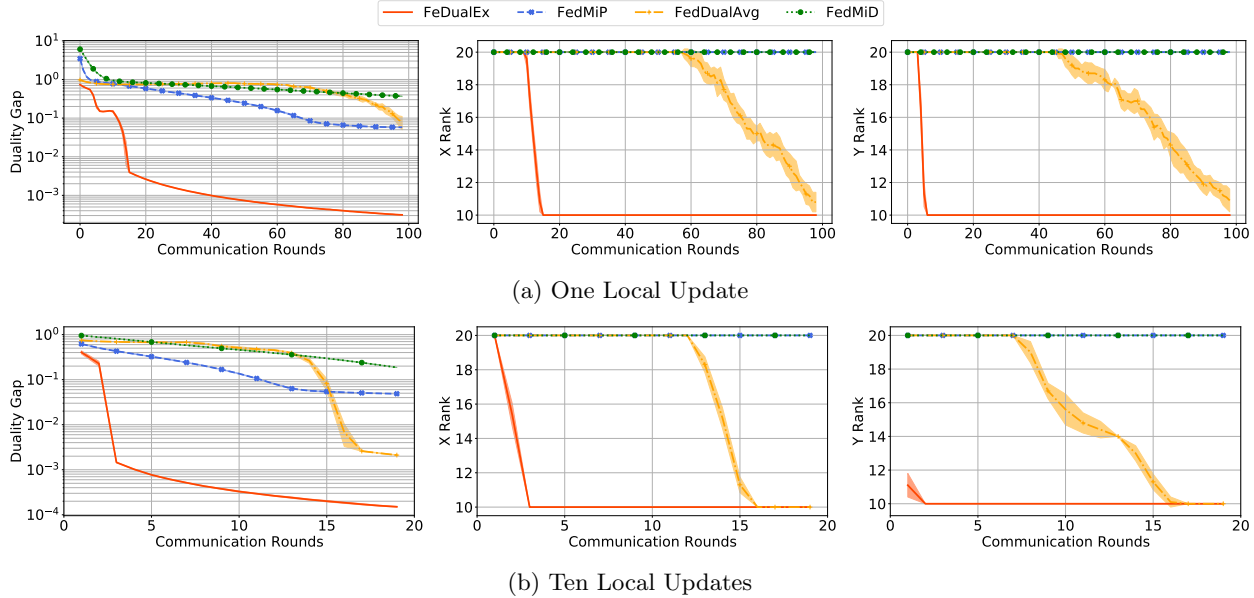 FeDualEx FedMiP FedDualAvg FedMiD
10^1
10^0
10^-1
10^-2
10^-3
Duality Gap
0 20 40 60 80 100
Communication Rounds
20
18
16
14
12
10
X Rank
0 20 40 60 80 100
Communication Rounds
20
18
16
14
12
10
Y Rank
0 20 40 60 80 100
Communication Rounds
(a) One Local Update
10^0
10^-1
10^-2
10^-3
10^-4
Duality Gap
0 5 10 15 20
Communication Rounds
20
18
16
14
12
10
X Rank
0 5 10 15 20
Communication Rounds
20
18
16
14
12
10
Y Rank
0 5 10 15 20
Communication Rounds
(b) Ten Local Updates